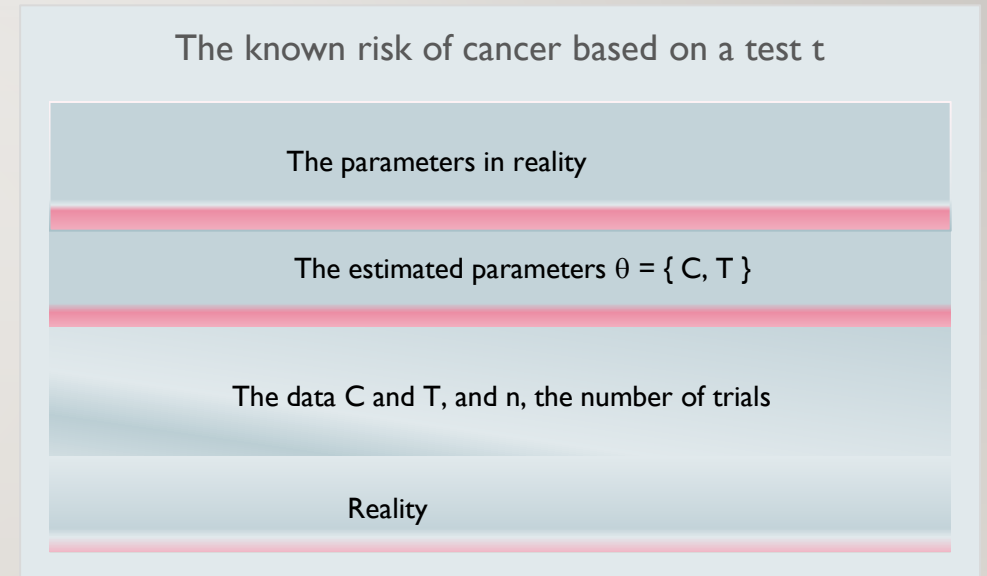 The known risk of cancer based on a test t
The parameters in reality
The estimated parameters θ = { C, T }
The data C and T, and n, the number of trials
Reality